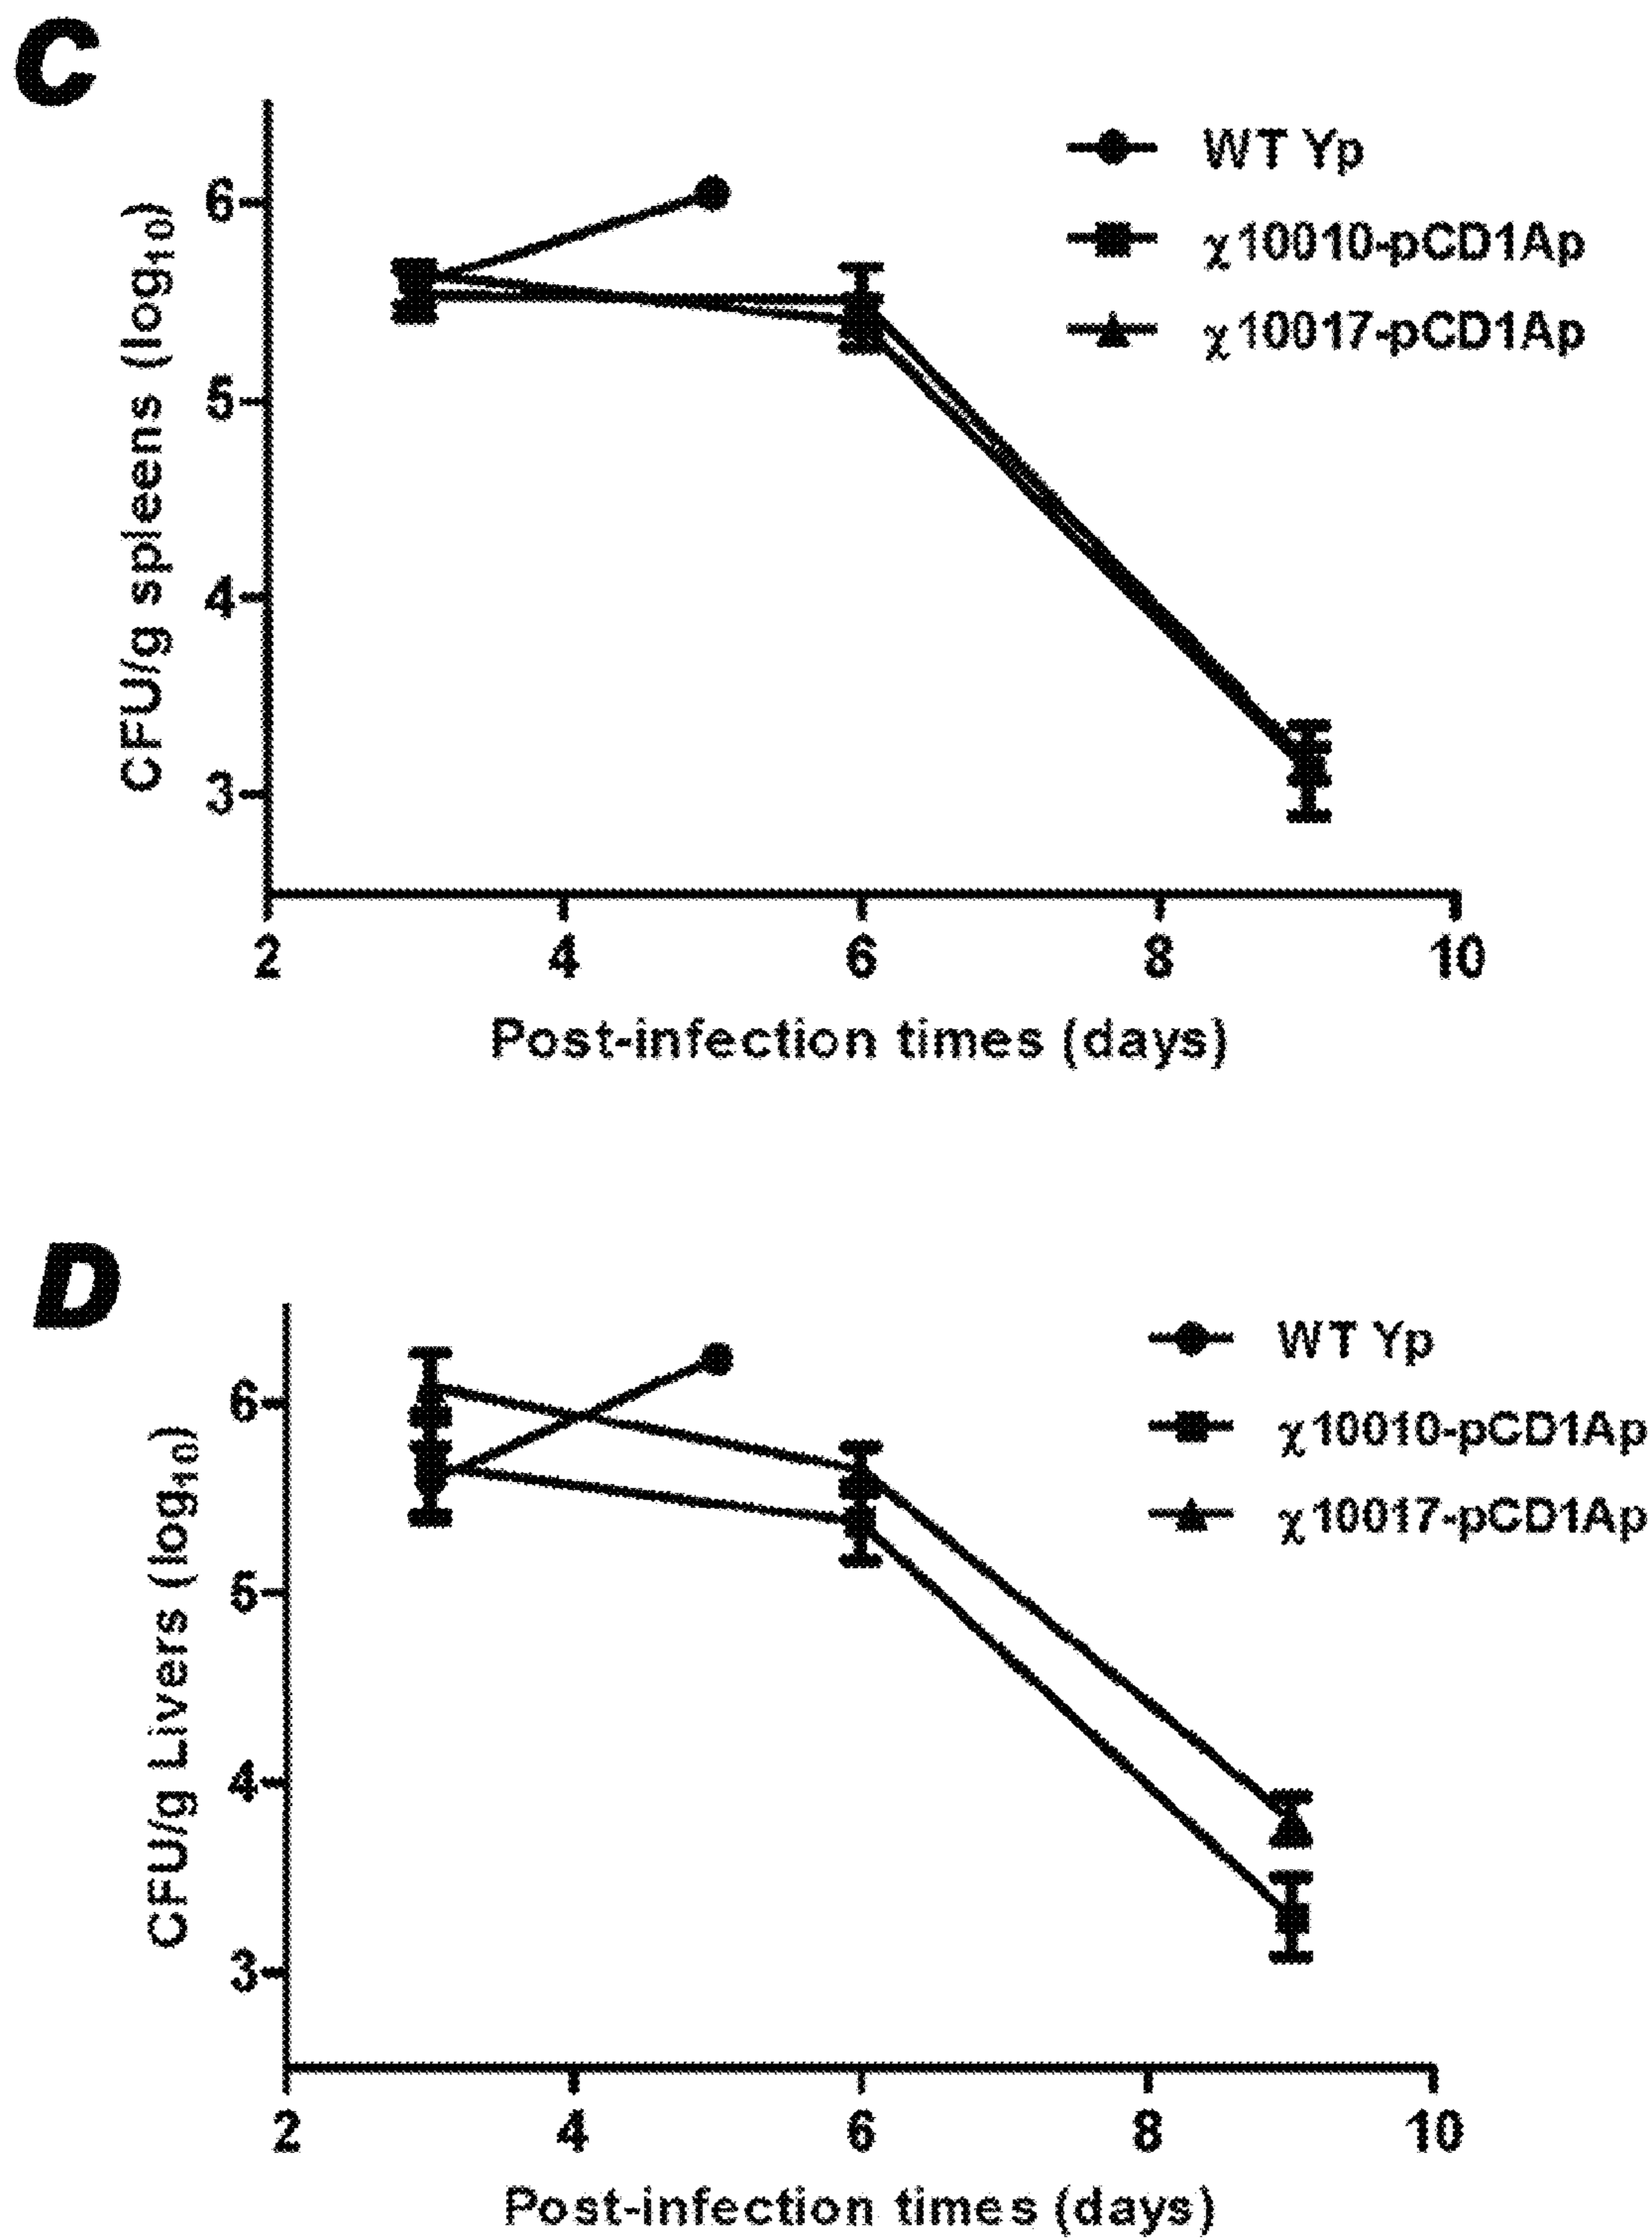 C
WT Yp
χ10010-pCD1Ap
χ10017-pCD1Ap
CFU/g spleens (log10)
6
5
4
3
2 4 6 8 10
Post-infection times (days)
D
WT Yp
χ10010-pCD1Ap
χ10017-pCD1Ap
CFU/g Livers (log10)
6
5
4
3
2 4 6 8 10
Post-infection times (days)